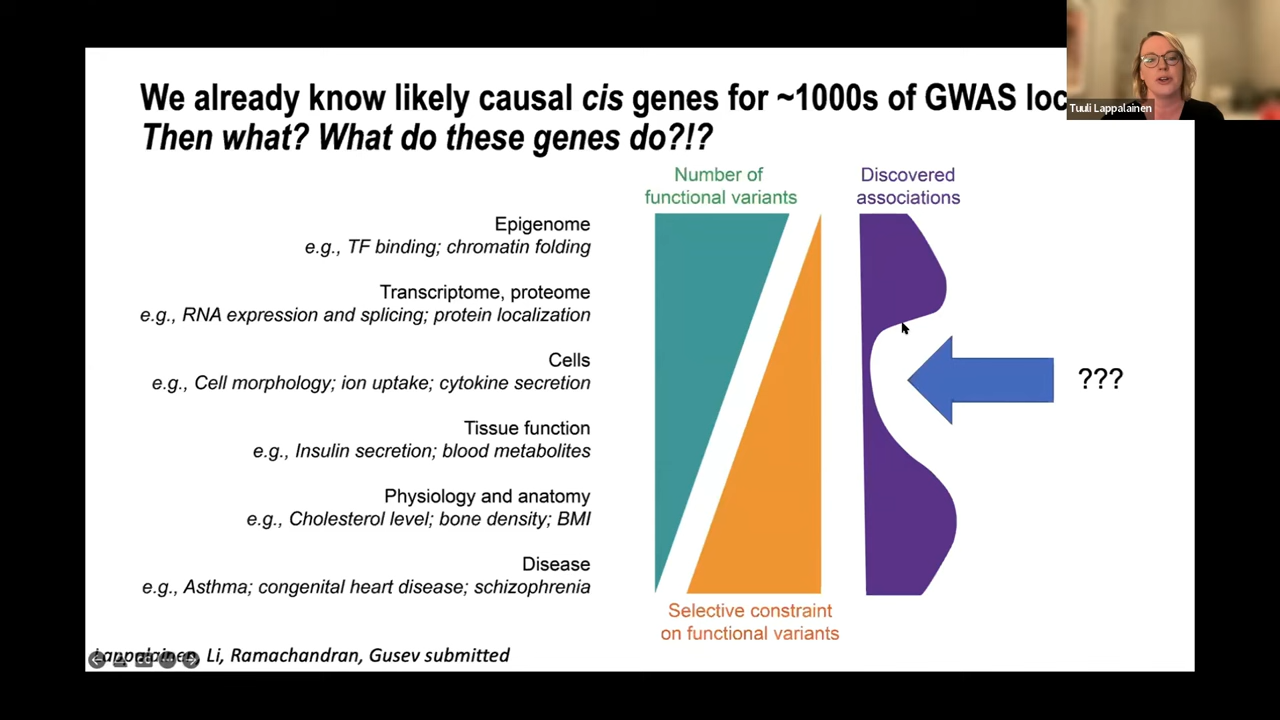 We already know likely causal cis genes for ~1000s of GWAS loc
Then what? What do these genes do?!?
Tuuli Lappalainen
Number of
functional variants
Discovered
associations
Epigenome
e.g., TF binding; chromatin folding
Transcriptome, proteome
e.g., RNA expression and splicing; protein localization
Cells
e.g., Cell morphology; ion uptake; cytokine secretion
???
Tissue function
e.g., Insulin secretion; blood metabolites
Physiology and anatomy
e.g., Cholesterol level; bone density; BMI
Disease
e.g., Asthma; congenital heart disease; schizophrenia
Selective constraint
on functional variants
Lappalainen, Li, Ramachandran, Gusev submitted